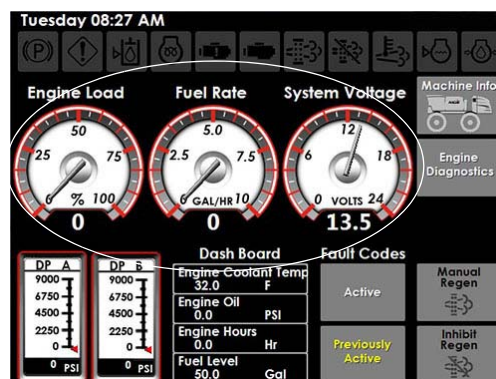 Tuesday 08:27 AM
(P)
Engine Load
Fuel Rate
System Voltage
Machine Info
50
25
75
0
%
100
0
5.0
2.5
7.5
0
GAL/HR
10
0
12
6
18
0
VOLTS
24
13.5
Engine
Diagnostics
DP A
9000
6750
4500
2250
0
0 PSI
DP B
9000
6750
4500
2250
0
0 PSI
Dash Board
Engine Coolant Temp
32.0 F
Engine Oil
0.0 PSI
Engine Hours
0.0 Hr
Fuel Level
50.0 Gal
Fault Codes
Active
Previously
Active
Manual
Regen
Inhibit
Regen